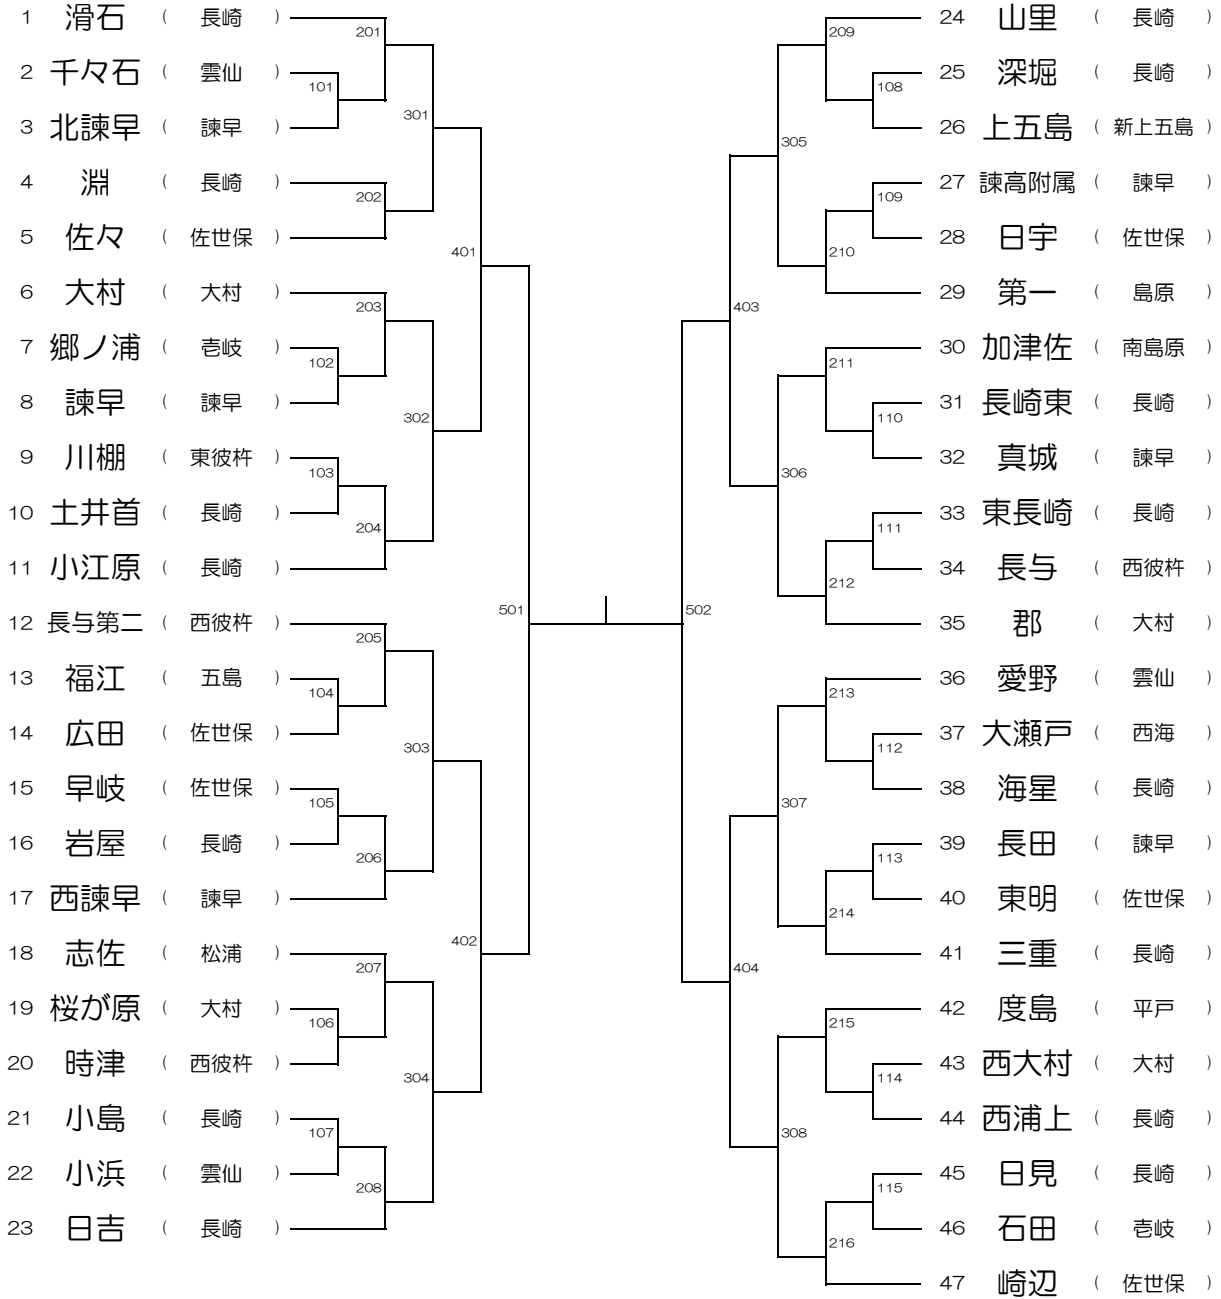 1 滑石 ( 長崎 )
2 千々石 ( 雲仙 )
3 北諫早 ( 諫早 )
4 淵 ( 長崎 )
5 佐々 ( 佐世保 )
6 大村 ( 大村 )
7 郷ノ浦 ( 壱岐 )
8 諫早 ( 諫早 )
9 川棚 ( 東彼杵 )
10 土井首 ( 長崎 )
11 小江原 ( 長崎 )
12 長与第二 ( 西彼杵 )
13 福江 ( 五島 )
14 広田 ( 佐世保 )
15 早岐 ( 佐世保 )
16 岩屋 ( 長崎 )
17 西諫早 ( 諫早 )
18 志佐 ( 松浦 )
19 桜が原 ( 大村 )
20 時津 ( 西彼杵 )
21 小島 ( 長崎 )
22 小浜 ( 雲仙 )
23 日吉 ( 長崎 )
201
101
301
202
401
203
102
302
103
204
501
205
104
303
105
206
402
207
106
304
107
208
209
108
305
109
210
403
211
110
306
111
212
502
213
112
307
113
214
404
215
114
308
115
216
24 山里 ( 長崎 )
25 深堀 ( 長崎 )
26 上五島 ( 新上五島 )
27 諫高附属 ( 諫早 )
28 日宇 ( 佐世保 )
29 第一 ( 島原 )
30 加津佐 ( 南島原 )
31 長崎東 ( 長崎 )
32 真城 ( 諫早 )
33 東長崎 ( 長崎 )
34 長与 ( 西彼杵 )
35 郡 ( 大村 )
36 愛野 ( 雲仙 )
37 大瀬戸 ( 西海 )
38 海星 ( 長崎 )
39 長田 ( 諫早 )
40 東明 ( 佐世保 )
41 三重 ( 長崎 )
42 度島 ( 平戸 )
43 西大村 ( 大村 )
44 西浦上 ( 長崎 )
45 日見 ( 長崎 )
46 石田 ( 壱岐 )
47 崎辺 ( 佐世保 )